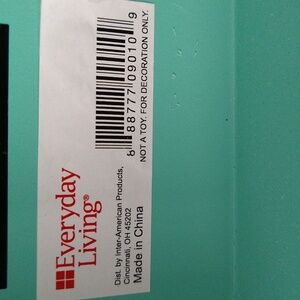 Everyday
Living®
Dist. by Inter-American Products,
Cincinnati, OH 45202
Made in China
8 88777 09010 9
NOT A TOY. FOR DECORATION ONLY.